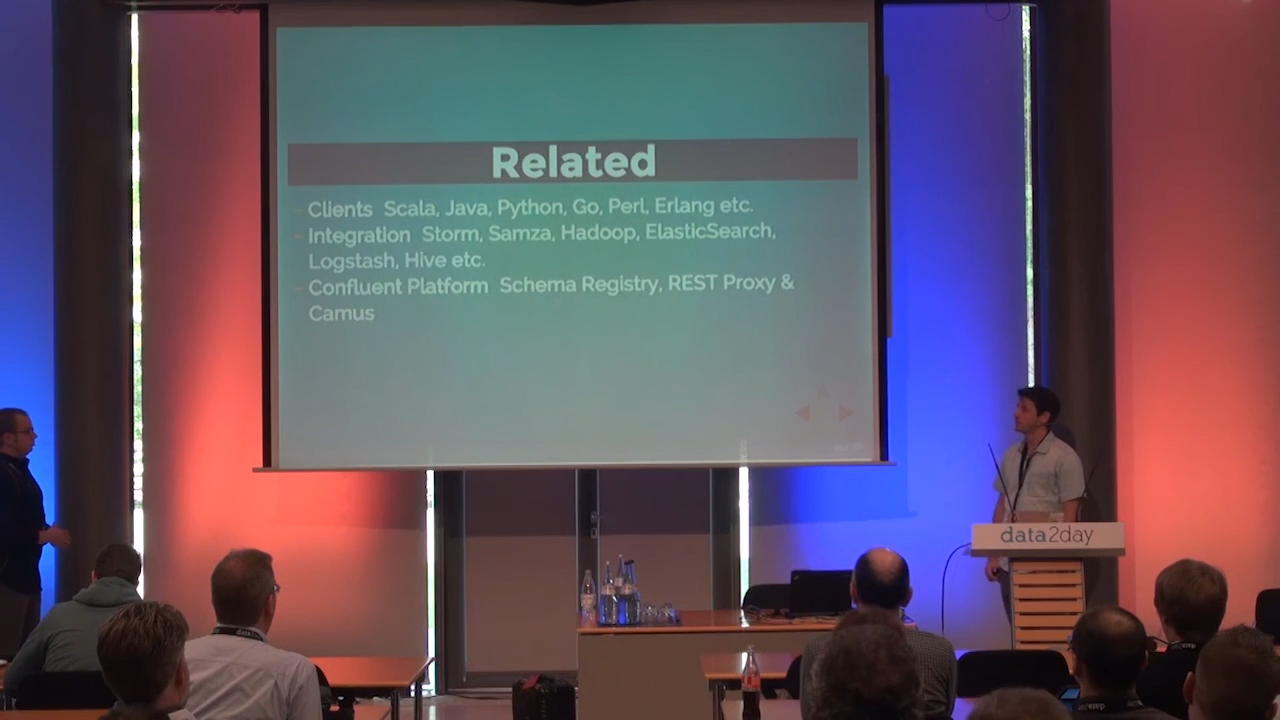 Related
Clients Scala, Java, Python, Go, Perl, Erlang etc.
Integration Storm, Samza, Hadoop, ElasticSearch,
Logstash, Hive etc.
Confluent Platform Schema Registry, REST Proxy &
Camus
data2day